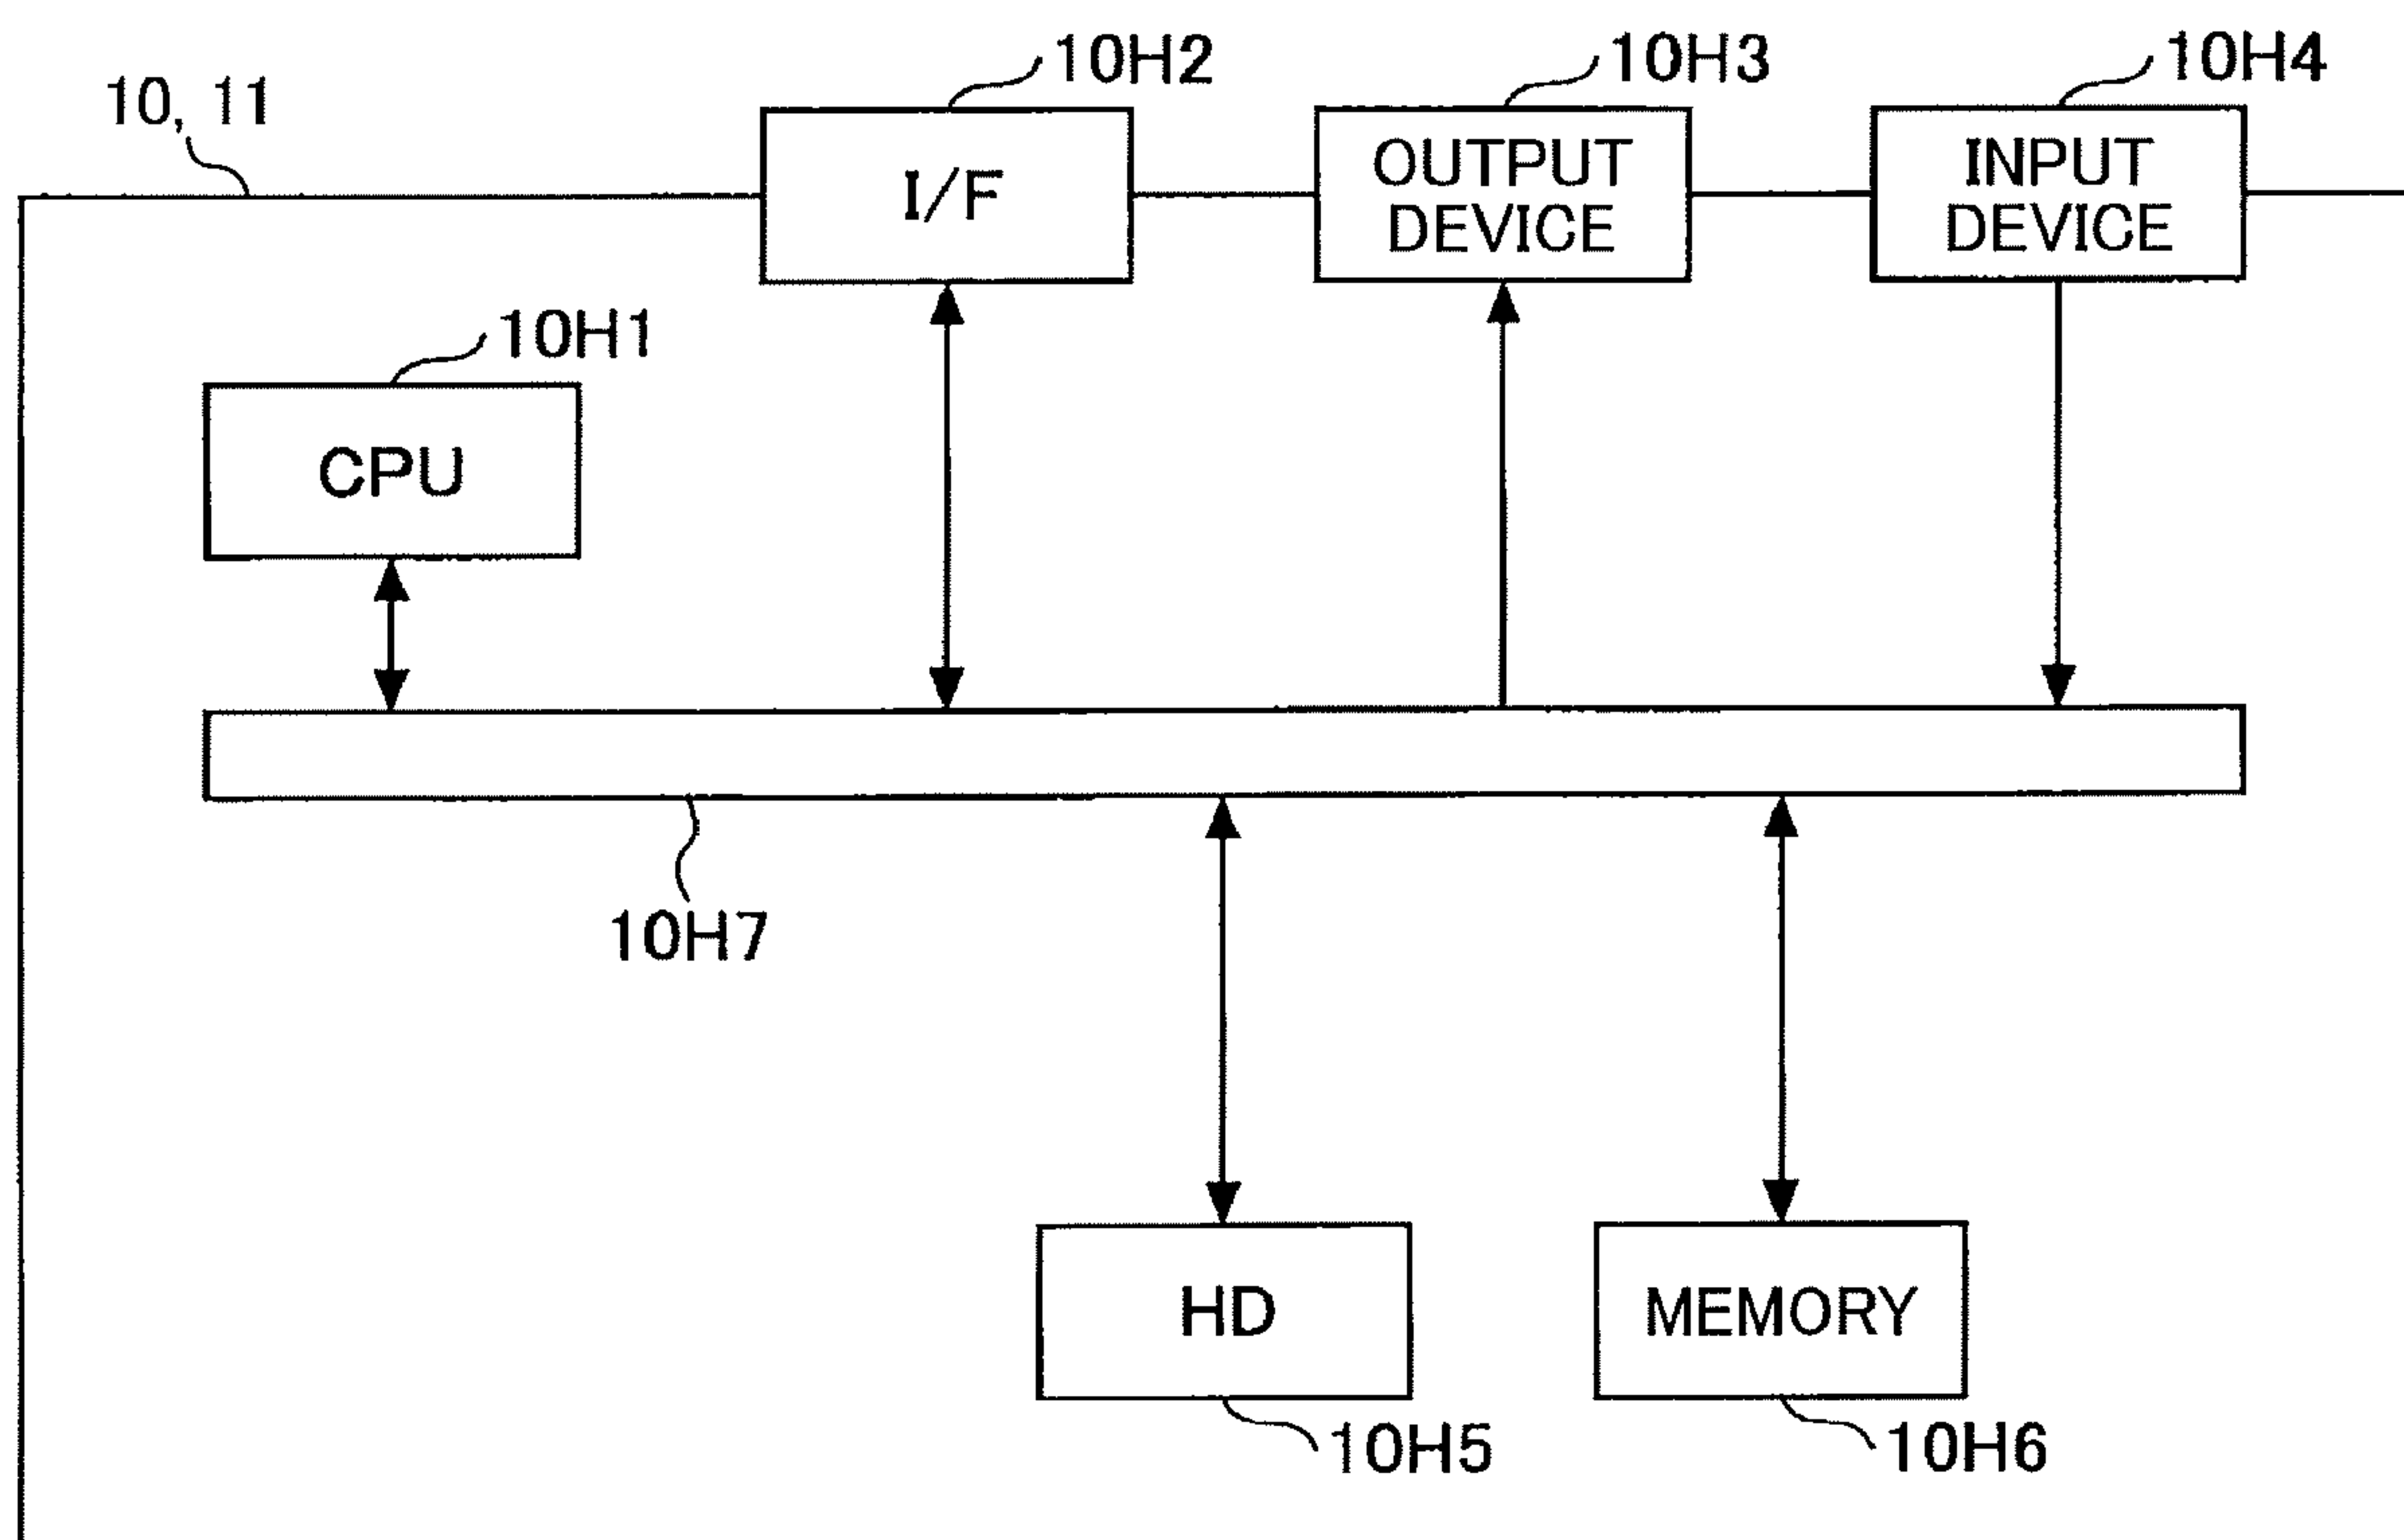 10H2
10H3
10H4
10, 11
I/F
OUTPUT
DEVICE
INPUT
DEVICE
10H1
CPU
10H7
HD
MEMORY
10H5
10H6